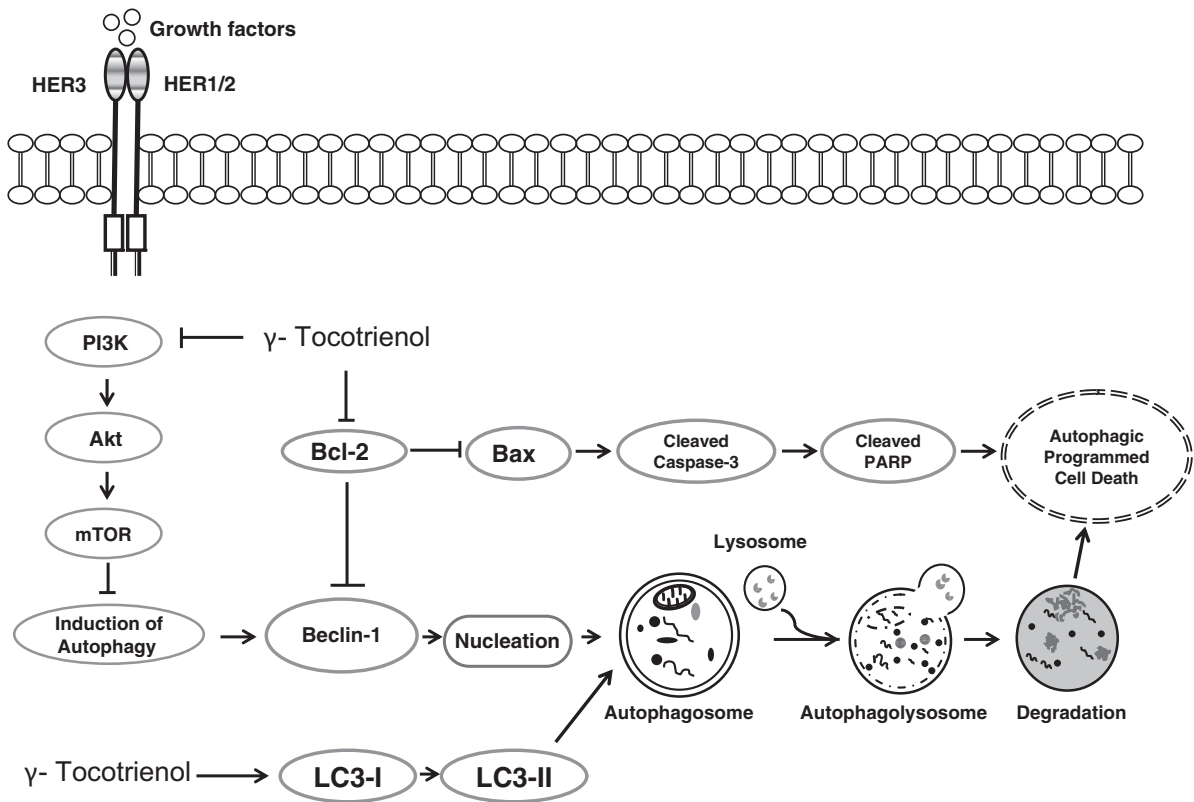 Growth factors
HER3
HER1/2
PI3K
γ- Tocotrienol
Akt
Bcl-2
Bax
Cleaved
Caspase-3
Cleaved
PARP
Autophagic
Programmed
Cell Death
mTOR
Lysosome
Induction of
Autophagy
Beclin-1
Nucleation
Autophagosome
Autophagolysosome
Degradation
γ- Tocotrienol
LC3-I
LC3-II